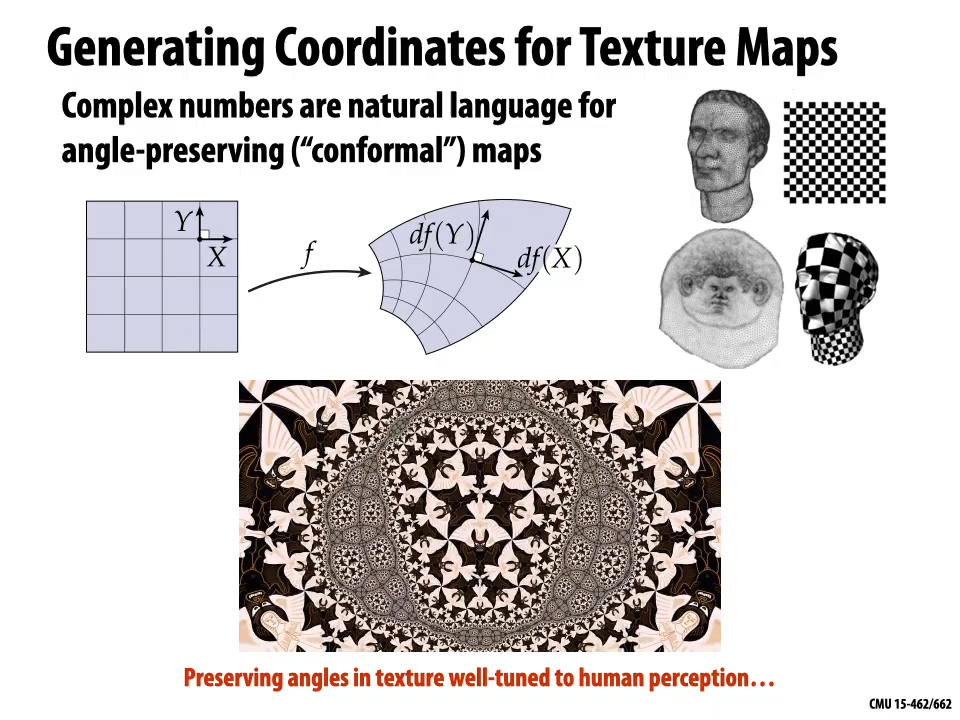 Generating Coordinates for Texture Maps
Complex numbers are natural language for
angle-preserving (“conformal”) maps
Y
X
f
df(Y)
df(X)
Preserving angles in texture well-tuned to human perception…
CMU 15-462/662